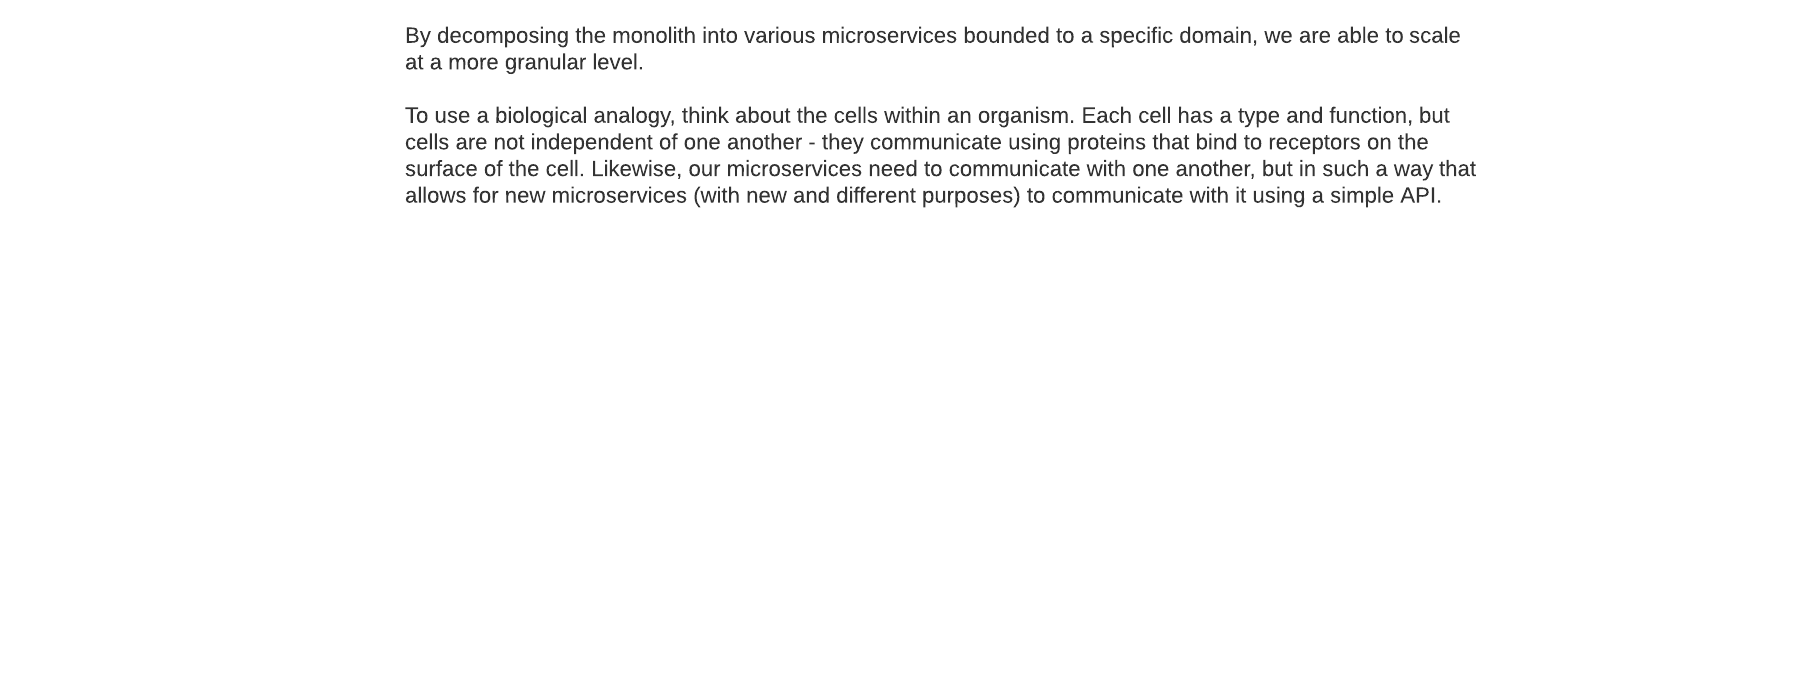 By decomposing the monolith into various microservices bounded to a specific domain, we are able to scale
at a more granular level.
To use a biological analogy, think about the cells within an organism. Each cell has a type and function, but
cells are not independent of one another - they communicate using proteins that bind to receptors on the
surface of the cell. Likewise, our microservices need to communicate with one another, but in such a way that
allows for new microservices (with new and different purposes) to communicate with it using a simple API.